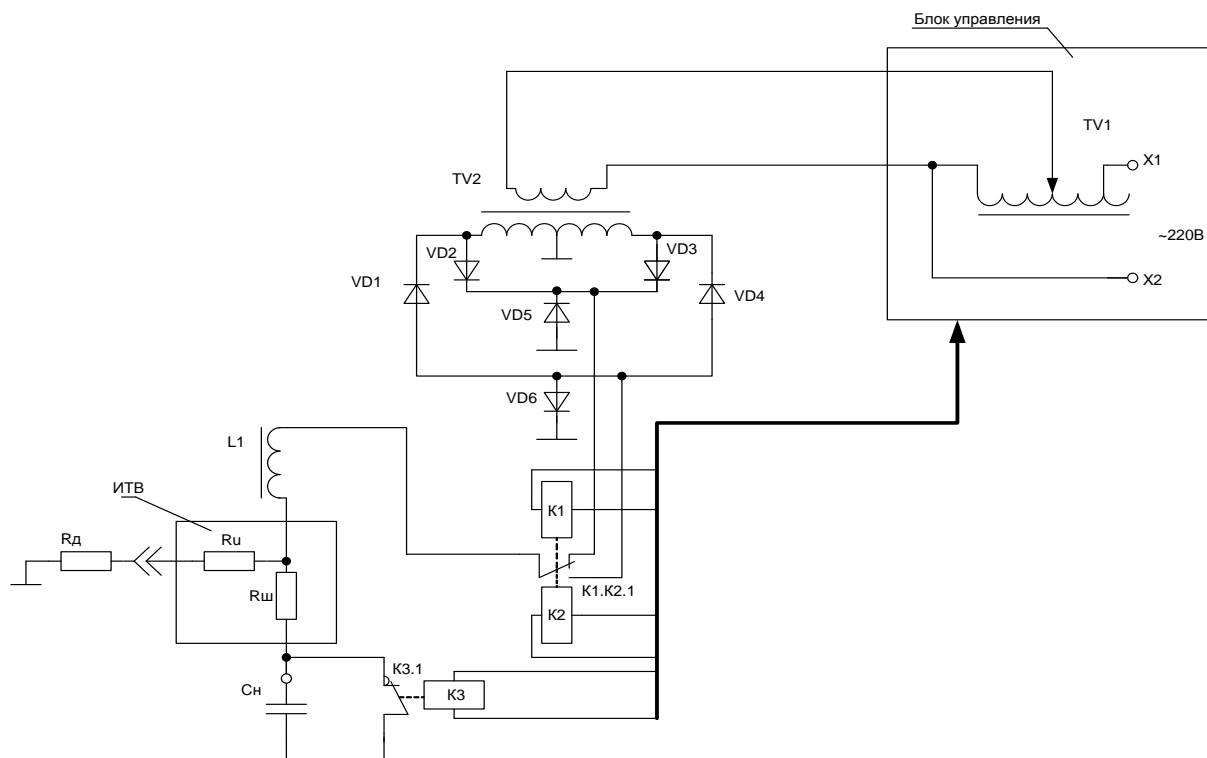 Блок управления
TV1
X1
TV2
~220В
VD2
VD3
VD1
X2
VD4
VD5
VD6
L1
ИТВ
K1
Rд
Ru
Rш
K1.K2.1
K2
K3.1
K3
Сн